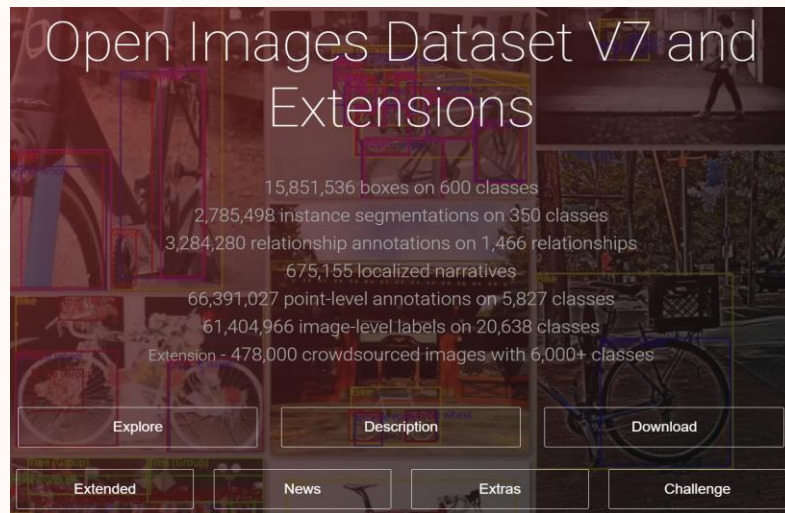 Open Images Dataset V7 and
Extensions
15,851,536 boxes on 600 classes
2,785,498 instance segmentations on 350 classes
3,284,280 relationship annotations on 1,466 relationships
675,155 localized narratives
66,391,027 point-level annotations on 5,827 classes
61,404,966 image-level labels on 20,638 classes
Extension - 478,000 crowdsourced images with 6,000+ classes
Explore
Description
Download
Extended
News
Extras
Challenge